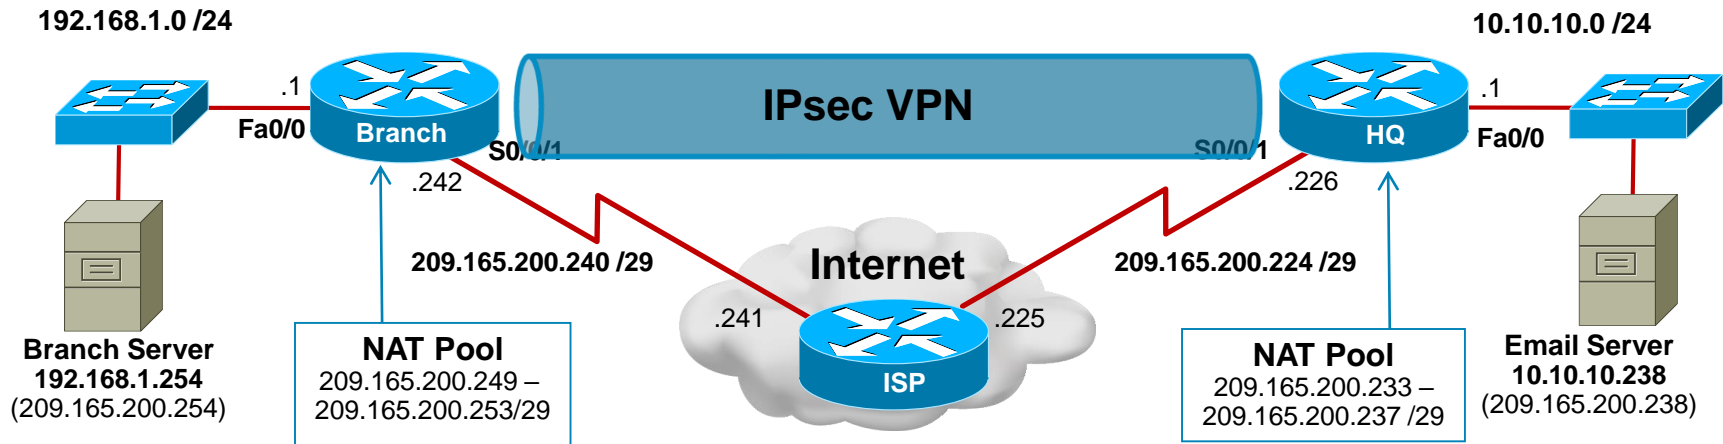 192.168.1.0 /24
10.10.10.0 /24
.1
Fa0/0
Branch
IPsec VPN
HQ
.1
Fa0/0
S0/0/1
S0/0/1
.242
.226
209.165.200.240 /29
Internet
209.165.200.224 /29
.241
.225
ISP
Branch Server
192.168.1.254
(209.165.200.254)
NAT Pool
209.165.200.249 –
209.165.200.253/29
NAT Pool
209.165.200.233 –
209.165.200.237 /29
Email Server
10.10.10.238
(209.165.200.238)